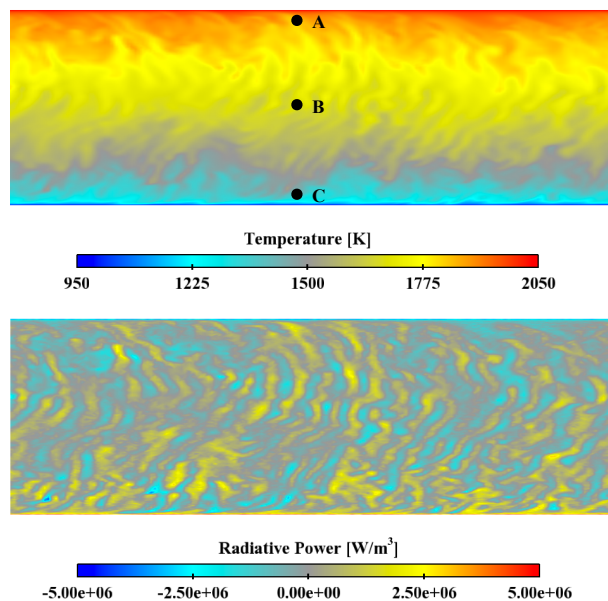 A
B
C
Temperature [K]
950 1225 1500 1775 2050
Radiative Power [W/m³]
-5.00e+06 -2.50e+06 0.00e+00 2.50e+06 5.00e+06